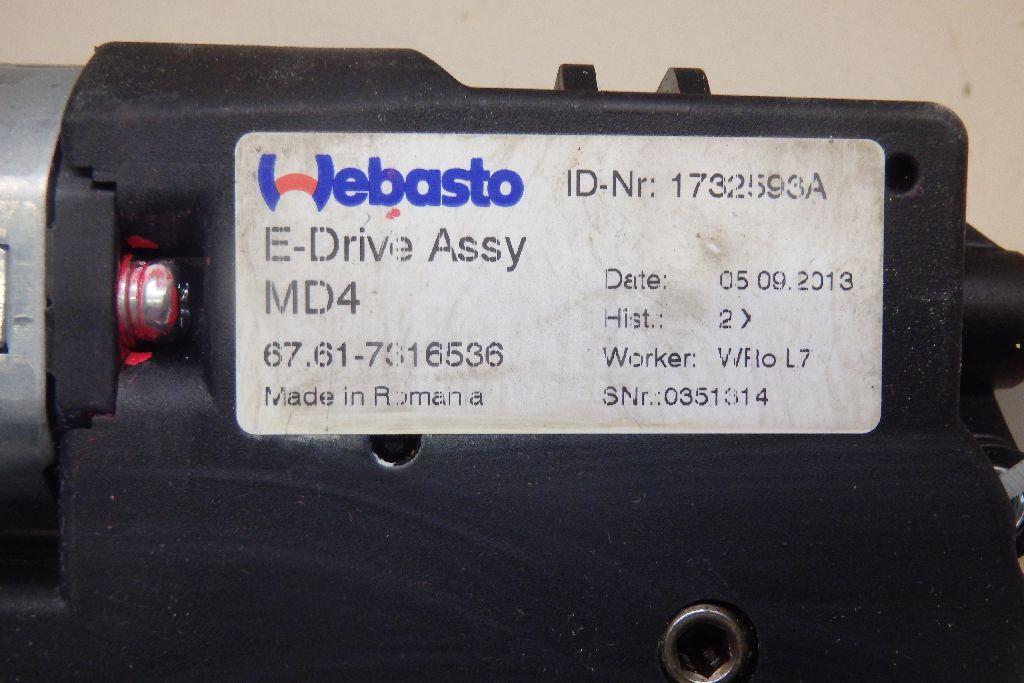 Webasto
ID-Nr: 1732593A
E-Drive Assy
MD4
67.61-7316536
Made in Romania
Date: 05.09.2013
Hist.: 2X
Worker: WRo L7
SNr.:0351314